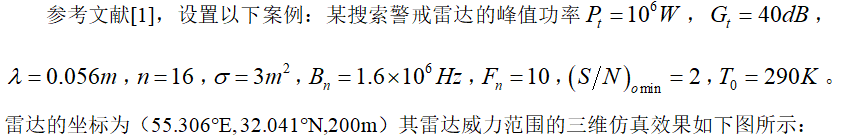 参考文献[1]，设置以下案例：某搜索警戒雷达的峰值功率 P_t = 10^6 W，G_t = 40dB，
λ = 0.056m，n = 16，σ = 3m^2，B_n = 1.6×10^6 Hz，F_n = 10，(S/N)_{o min} = 2，T_0 = 290K。
雷达的坐标为（55.306°E, 32.041°N,200m）其雷达威力范围的三维仿真效果如下图所示：